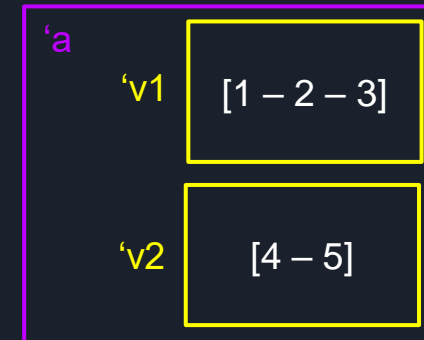 ‘a
‘v1 [1 – 2 – 3]
‘v2 [4 – 5]